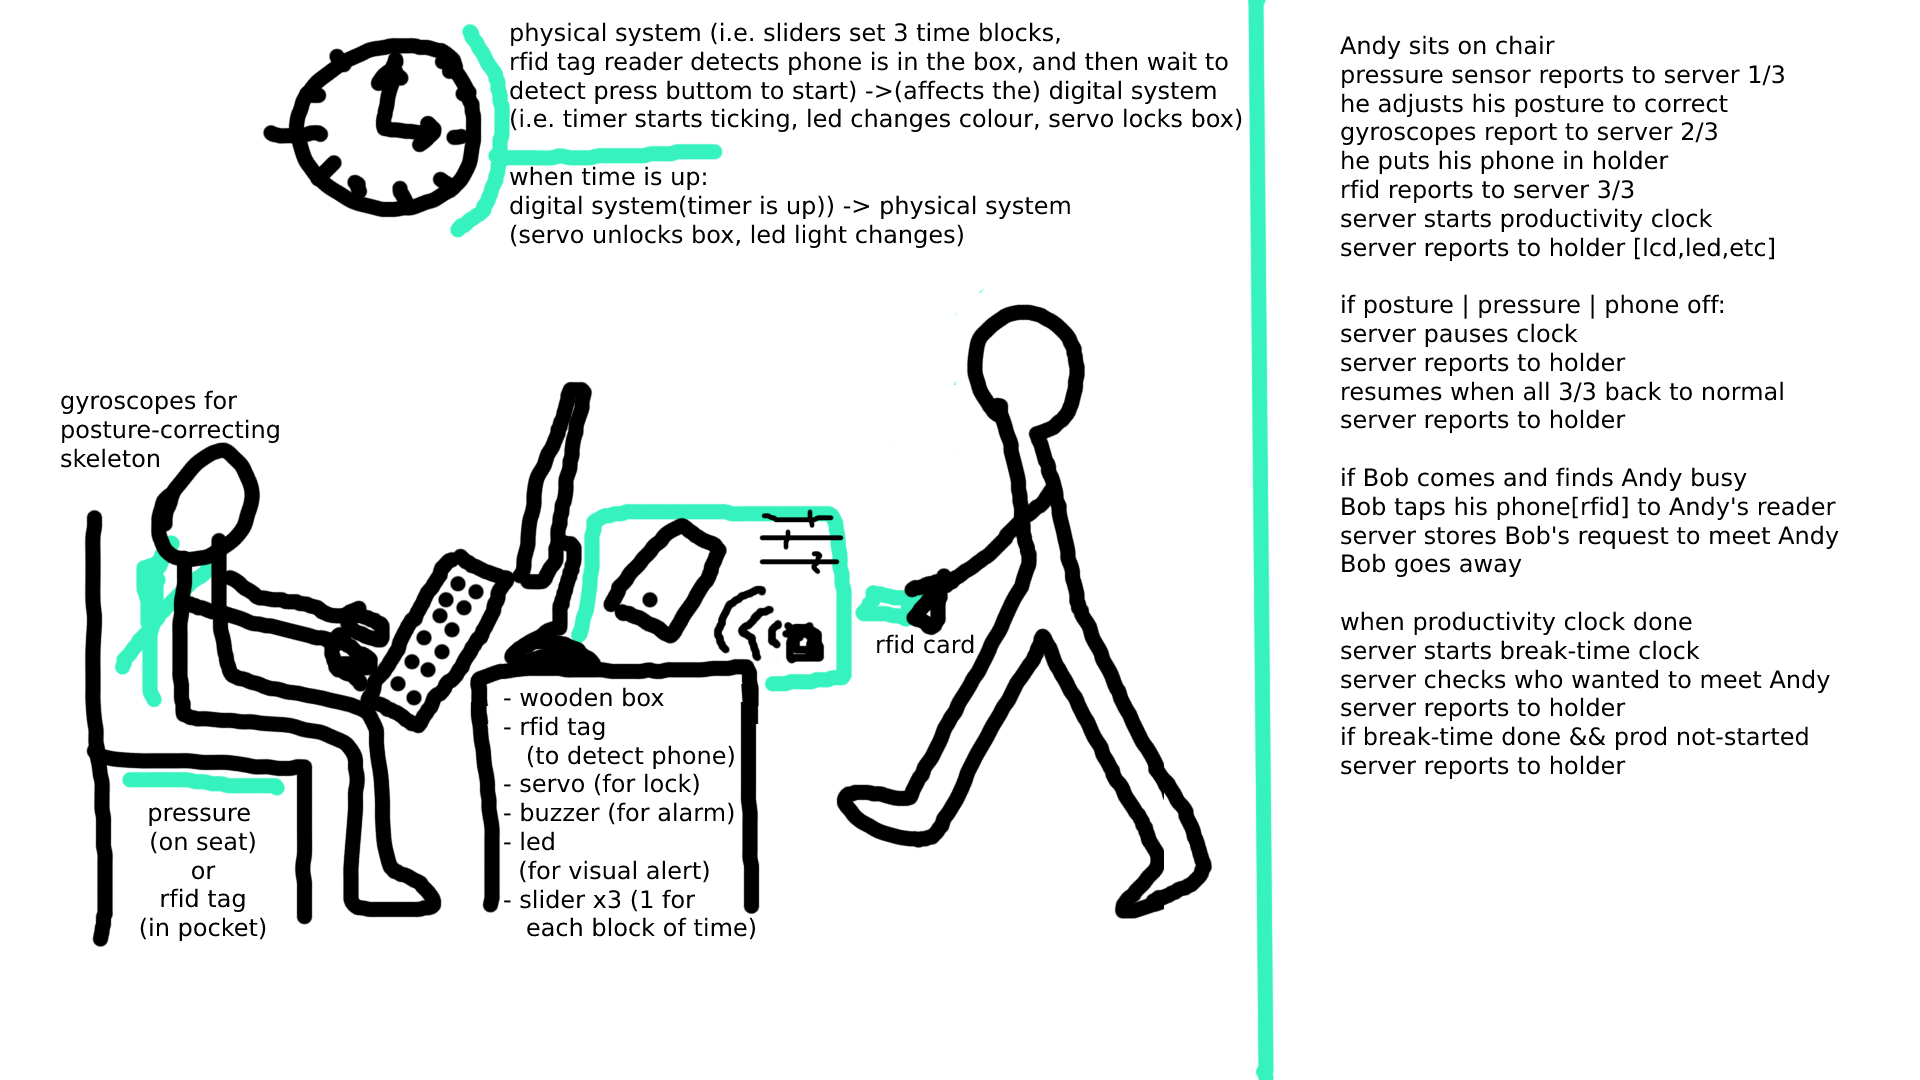 physical system (i.e. sliders set 3 time blocks,
rfid tag reader detects phone is in the box, and then wait to
detect press buttom to start) ->(affects the) digital system
(i.e. timer starts ticking, led changes colour, servo locks box)
when time is up:
digital system(timer is up)) -> physical system
(servo unlocks box, led light changes)
gyroscopes for
posture-correcting
skeleton
rfid card
pressure
(on seat)
or
rfid tag
(in pocket)
- wooden box
- rfid tag
(to detect phone)
- servo (for lock)
- buzzer (for alarm)
- led
(for visual alert)
- slider x3 (1 for
each block of time)
Andy sits on chair
pressure sensor reports to server 1/3
he adjusts his posture to correct
gyroscopes report to server 2/3
he puts his phone in holder
rfid reports to server 3/3
server starts productivity clock
server reports to holder [lcd,led,etc]
if posture | pressure | phone off:
server pauses clock
server reports to holder
resumes when all 3/3 back to normal
server reports to holder
if Bob comes and finds Andy busy
Bob taps his phone[rfid] to Andy's reader
server stores Bob's request to meet Andy
Bob goes away
when productivity clock done
server starts break-time clock
server checks who wanted to meet Andy
server reports to holder
if break-time done && prod not-started
server reports to holder